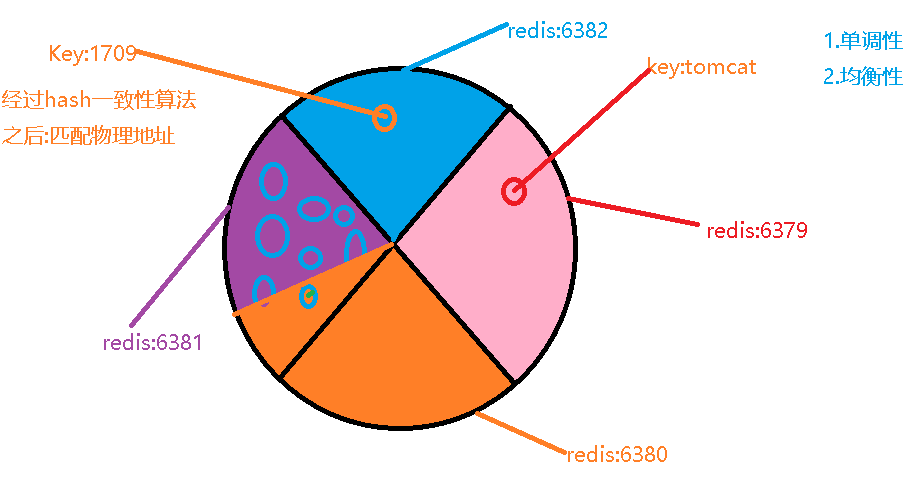 redis:6382
1.单调性
Key:1709
key:tomcat
2.均衡性
经过hash一致性算法
之后:匹配物理地址
redis:6379
redis:6381
redis:6380